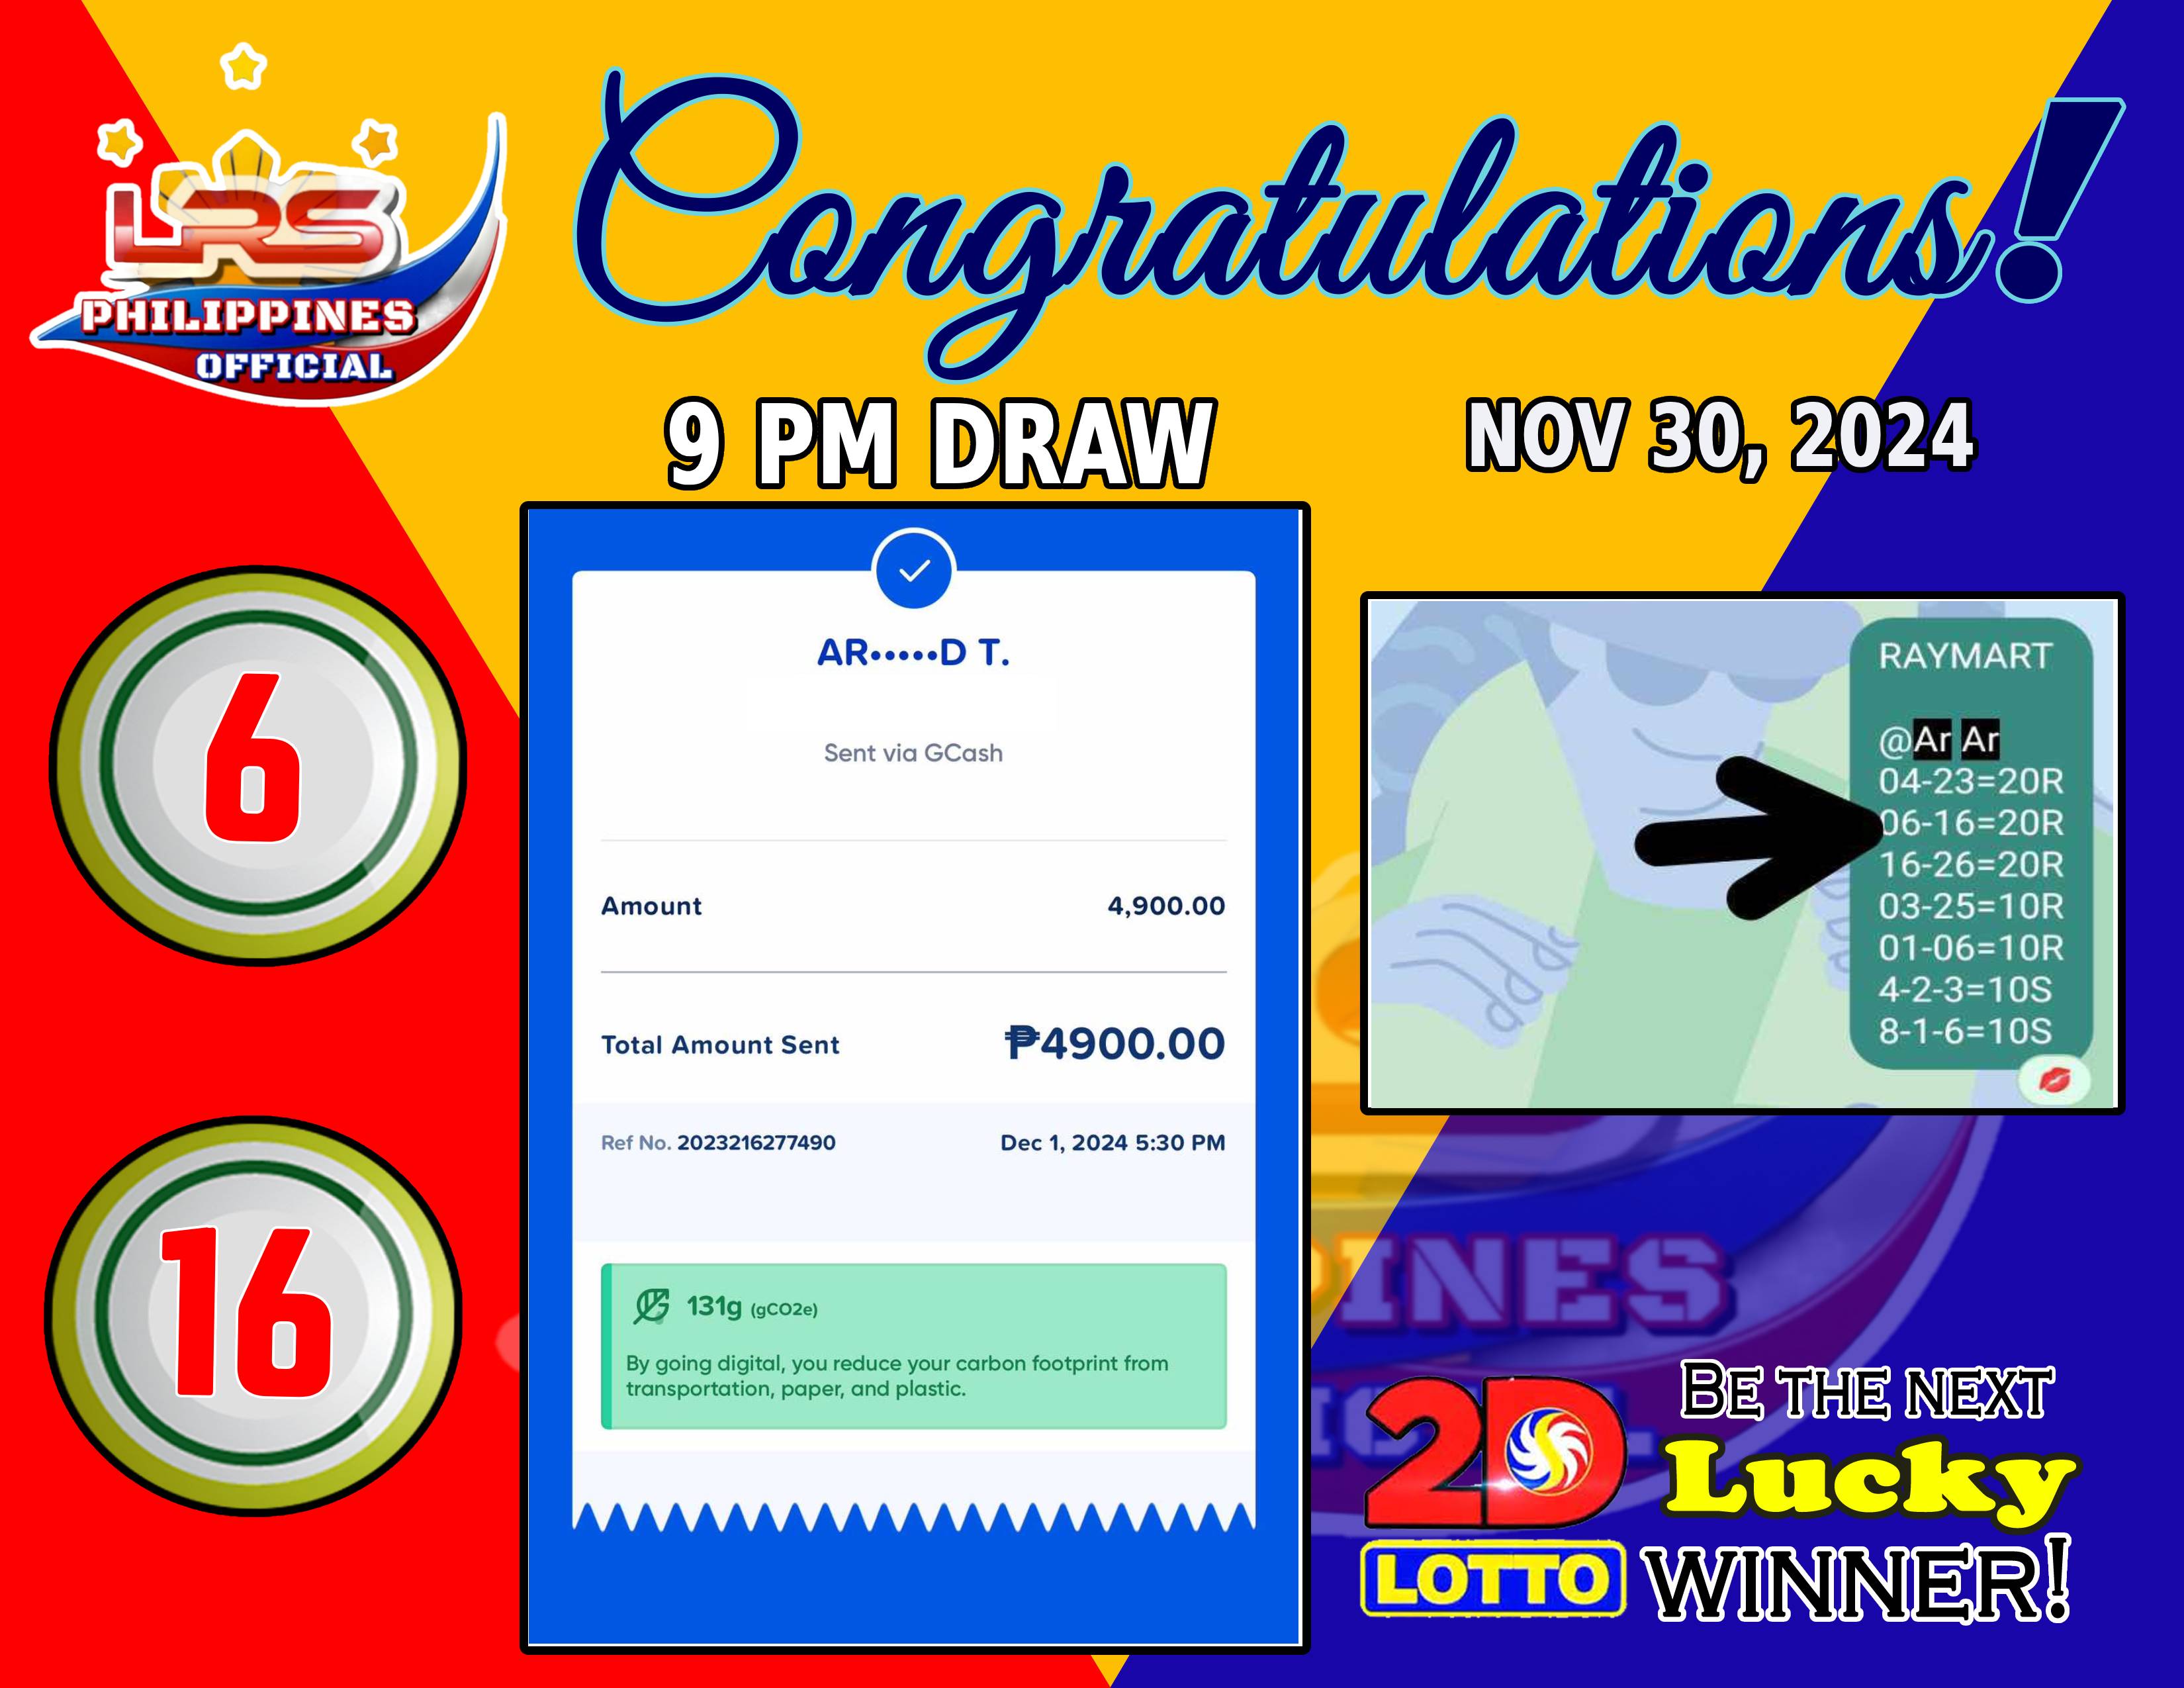 LRS
PHILIPPINES
OFFICIAL
Congratulations!
9 PM DRAW
NOV 30, 2024
6
16
AR•••••D T.
Sent via GCash
Amount 4,900.00
Total Amount Sent ₱4900.00
Ref No. 2023216277490 Dec 1, 2024 5:30 PM
131g (gCO2e)
By going digital, you reduce your carbon footprint from
transportation, paper, and plastic.
RAYMART
@Ar Ar
04-23=20R
06-16=20R
16-26=20R
03-25=10R
01-06=10R
4-2-3=10S
8-1-6=10S
PINES
2D
LOTTO
BE THE NEXT
Lucky
WINNER!